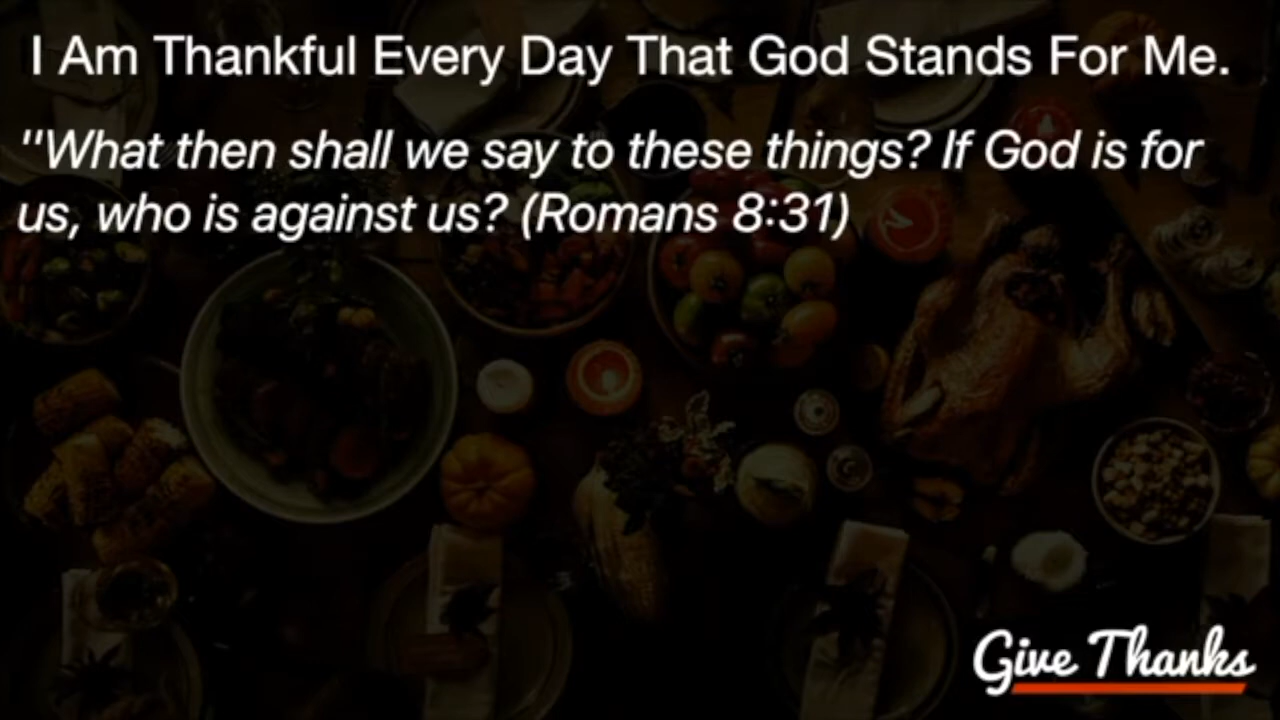 I Am Thankful Every Day That God Stands For Me.
"What then shall we say to these things? If God is for
us, who is against us? (Romans 8:31)
Give Thanks